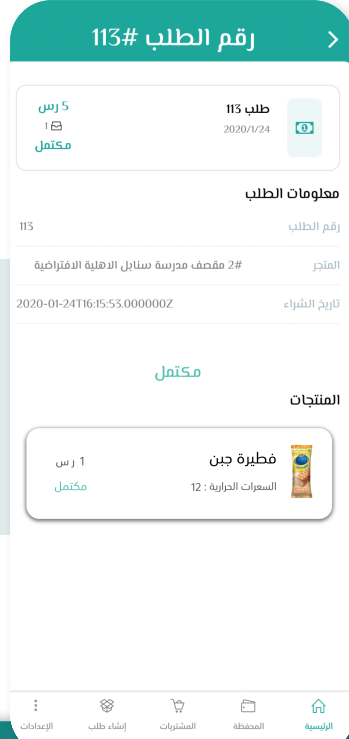 رقم الطلب #113
طلب 113
5 رس
2020/1/24
1
مكتمل
معلومات الطلب
رقم الطلب
113
المتجر
#2 مقصف مدرسة سنابل الاهلية الافتراضية
تاريخ الشراء
2020-01-24T16:15:53.000000Z
مكتمل
المنتجات
فطيرة جبن
1 ر س
السعرات الحرارية : 12
مكتمل
الرئيسية
المحفظة
المشتريات
إنشاء طلب
الإعدادات